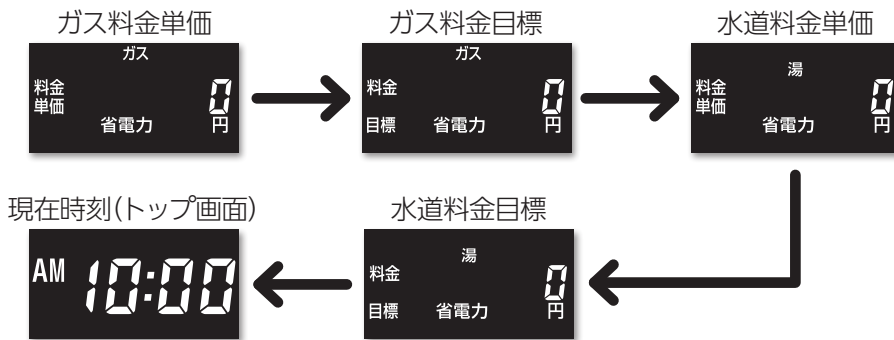 ガス料金単価
ガス
料金
単価
0
省電力
円
ガス料金目標
ガス
料金
0
目標
省電力
円
水道料金単価
湯
料金
単価
0
省電力
円
現在時刻(トップ画面)
AM 10:00
水道料金目標
湯
料金
0
目標
省電力
円